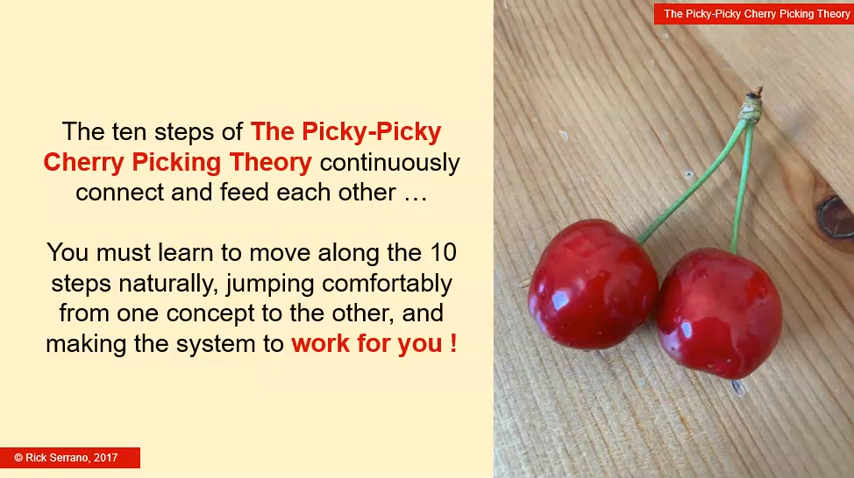 The Picky-Picky Cherry Picking Theory
The ten steps of The Picky-Picky
Cherry Picking Theory continuously
connect and feed each other …
You must learn to move along the 10
steps naturally, jumping comfortably
from one concept to the other, and
making the system to work for you !
© Rick Serrano, 2017